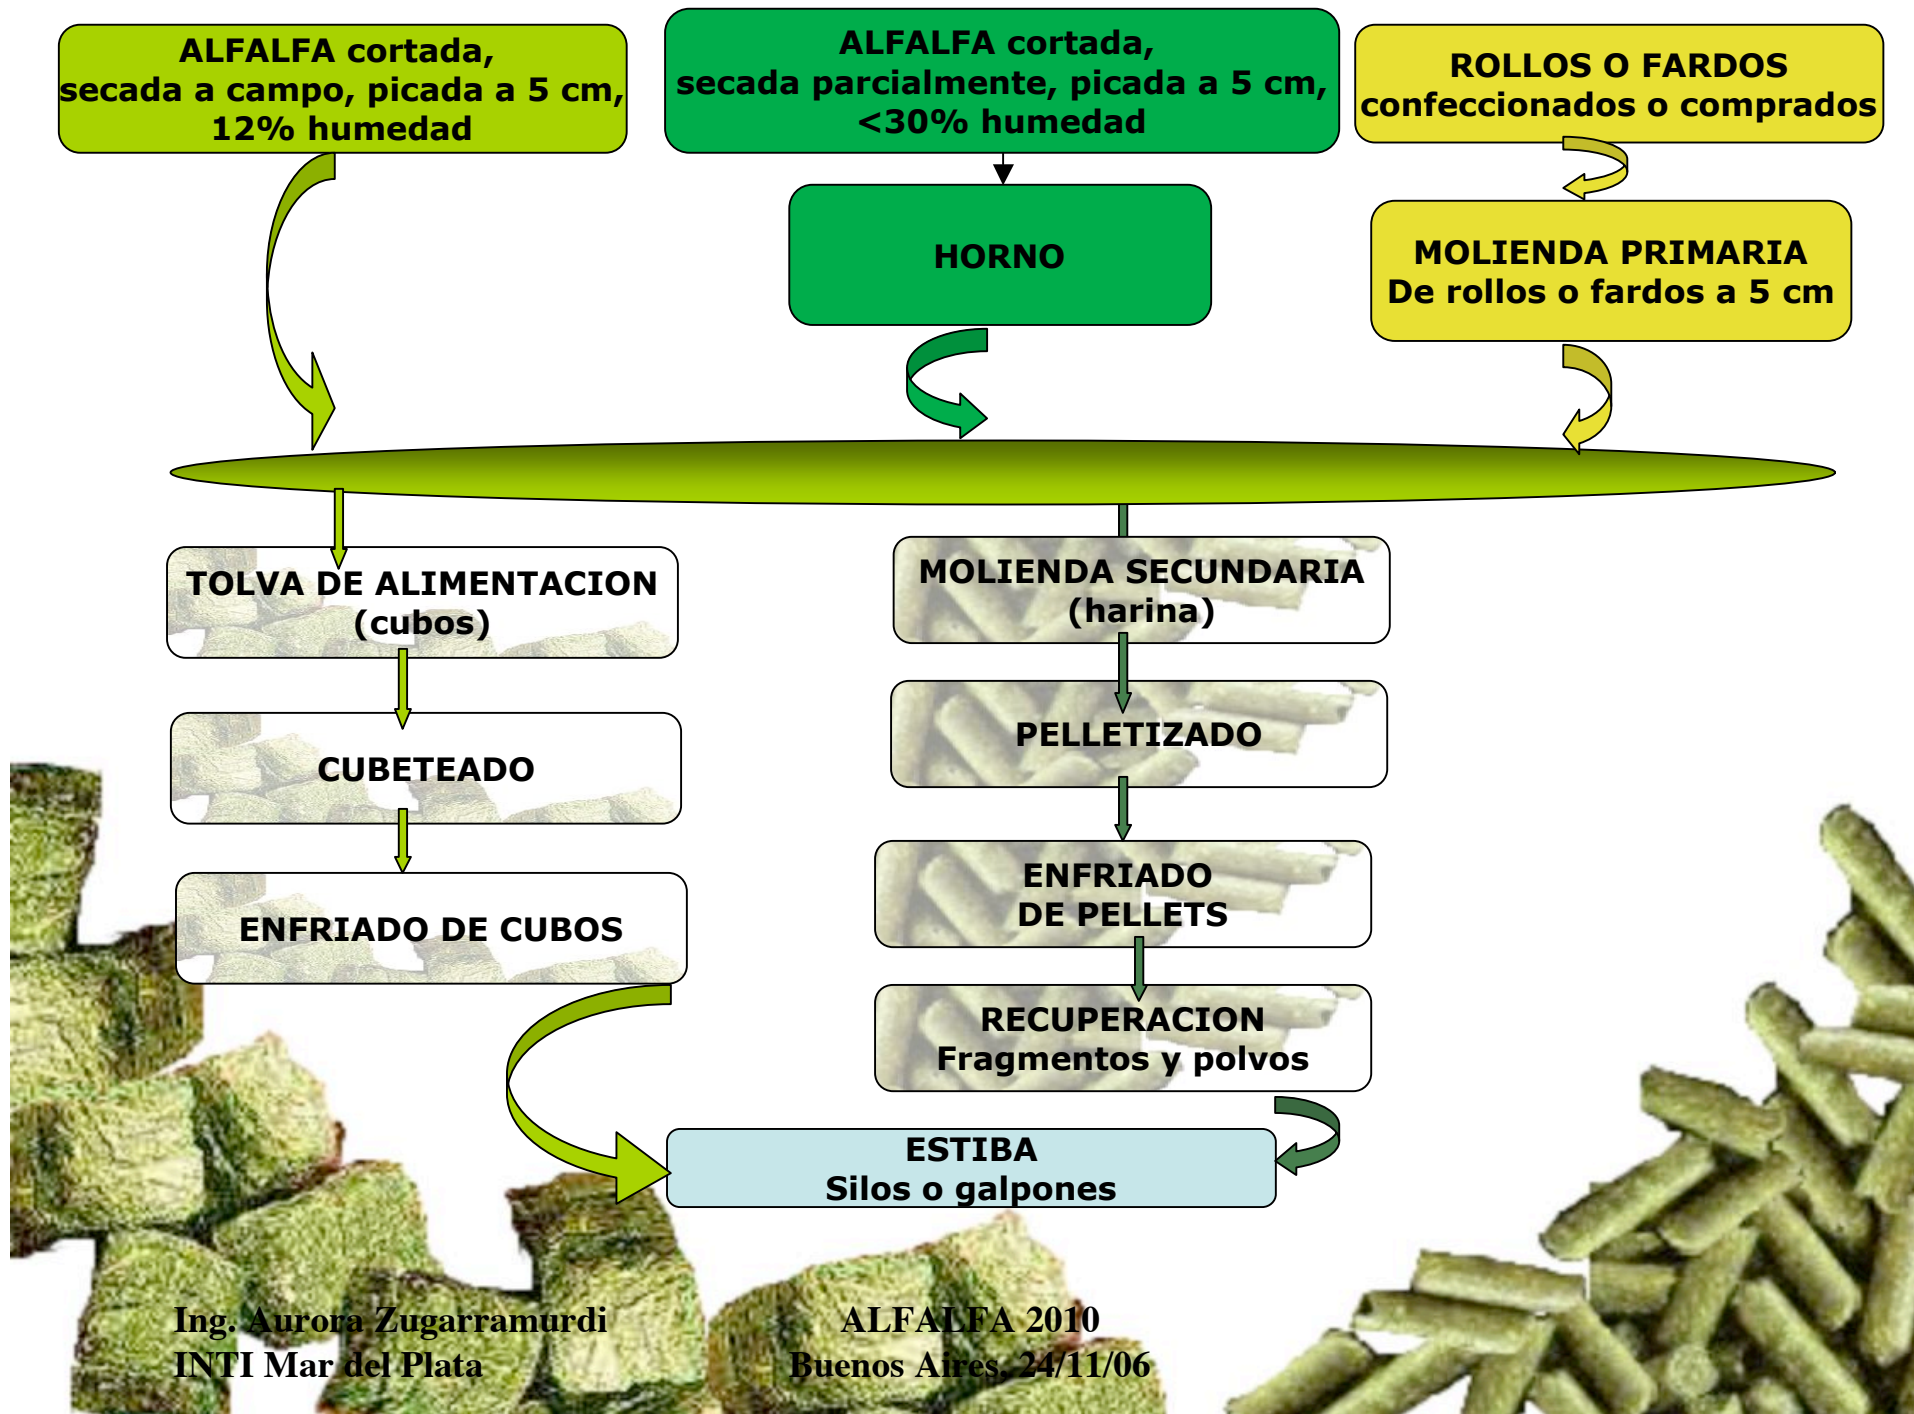 ALFALFA cortada,
secada a campo, picada a 5 cm,
12% humedad
ALFALFA cortada,
secada parcialmente, picada a 5 cm,
<30% humedad
ROLLOS O FARDOS
confeccionados o comprados
HORNO
MOLIENDA PRIMARIA
De rollos o fardos a 5 cm
TOLVA DE ALIMENTACION
(cubos)
CUBETEADO
ENFRIADO DE CUBOS
MOLIENDA SECUNDARIA
(harina)
PELLETIZADO
ENFRIADO
DE PELLETS
RECUPERACION
Fragmentos y polvos
ESTIBA
Silos o galpones
Ing. Aurora Zugarramurdi
INTI Mar del Plata
ALFALFA 2010
Buenos Aires, 24/11/06